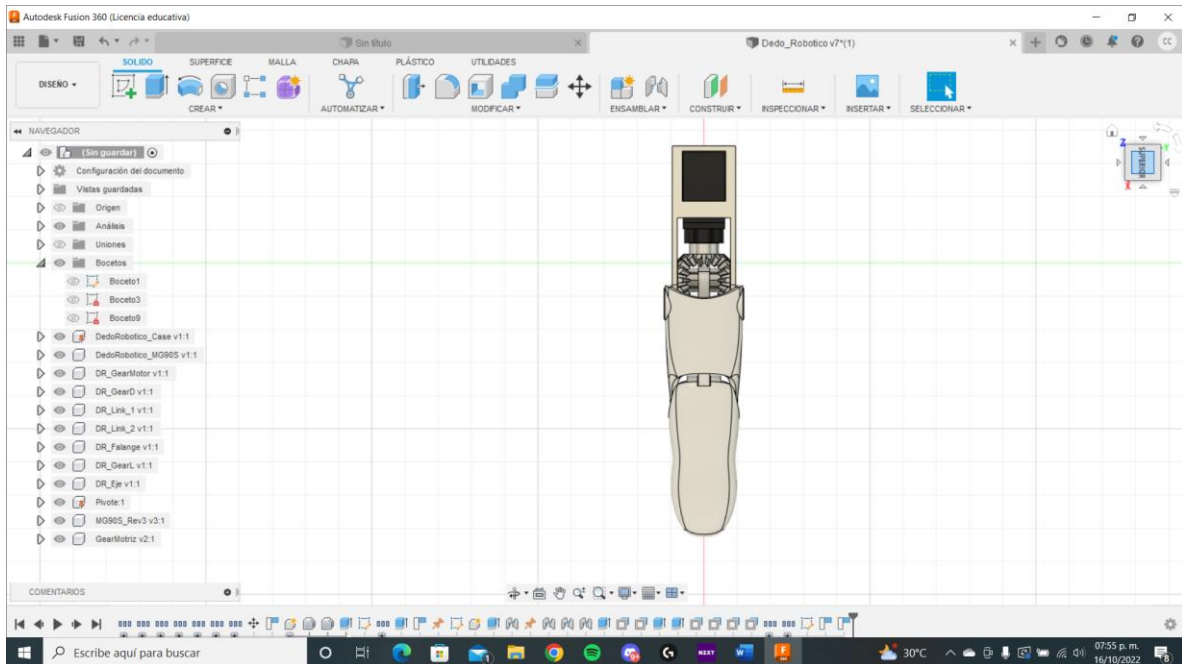 Autodesk Fusion 360 (Licencia educativa)
Sin título
Dedo_Robotico v7*(1)
CC
SOLIDO SUPERFICIE MALLA CHAPA PLÁSTICO UTILIDADES
DISEÑO
CREAR AUTOMATIZAR MODIFICAR ENSAMBLAR CONSTRUIR INSPECCIONAR INSERTAR SELECCIONAR
NAVEGADOR
(Sin guardar)
Configuración del documento
Vistas guardadas
Origen
Análisis
Uniones
Bocetos
Boceto1
Boceto3
Boceto9
DedoRobotico_Case v1:1
DedoRobotico_MG90S v1:1
DR_GearMotor v1:1
DR_GearD v1:1
DR_Link_1 v1:1
DR_Link_2 v1:1
DR_Falange v1:1
DR_GearL v1:1
DR_Eje v1:1
Pivote:1
MG90S_Rev3 v3:1
GearMotriz v2:1
Z
Y
SUPERIOR
X
COMENTARIOS
Escribe aquí para buscar
NZXT
30°C
07:55 p. m.
16/10/2022